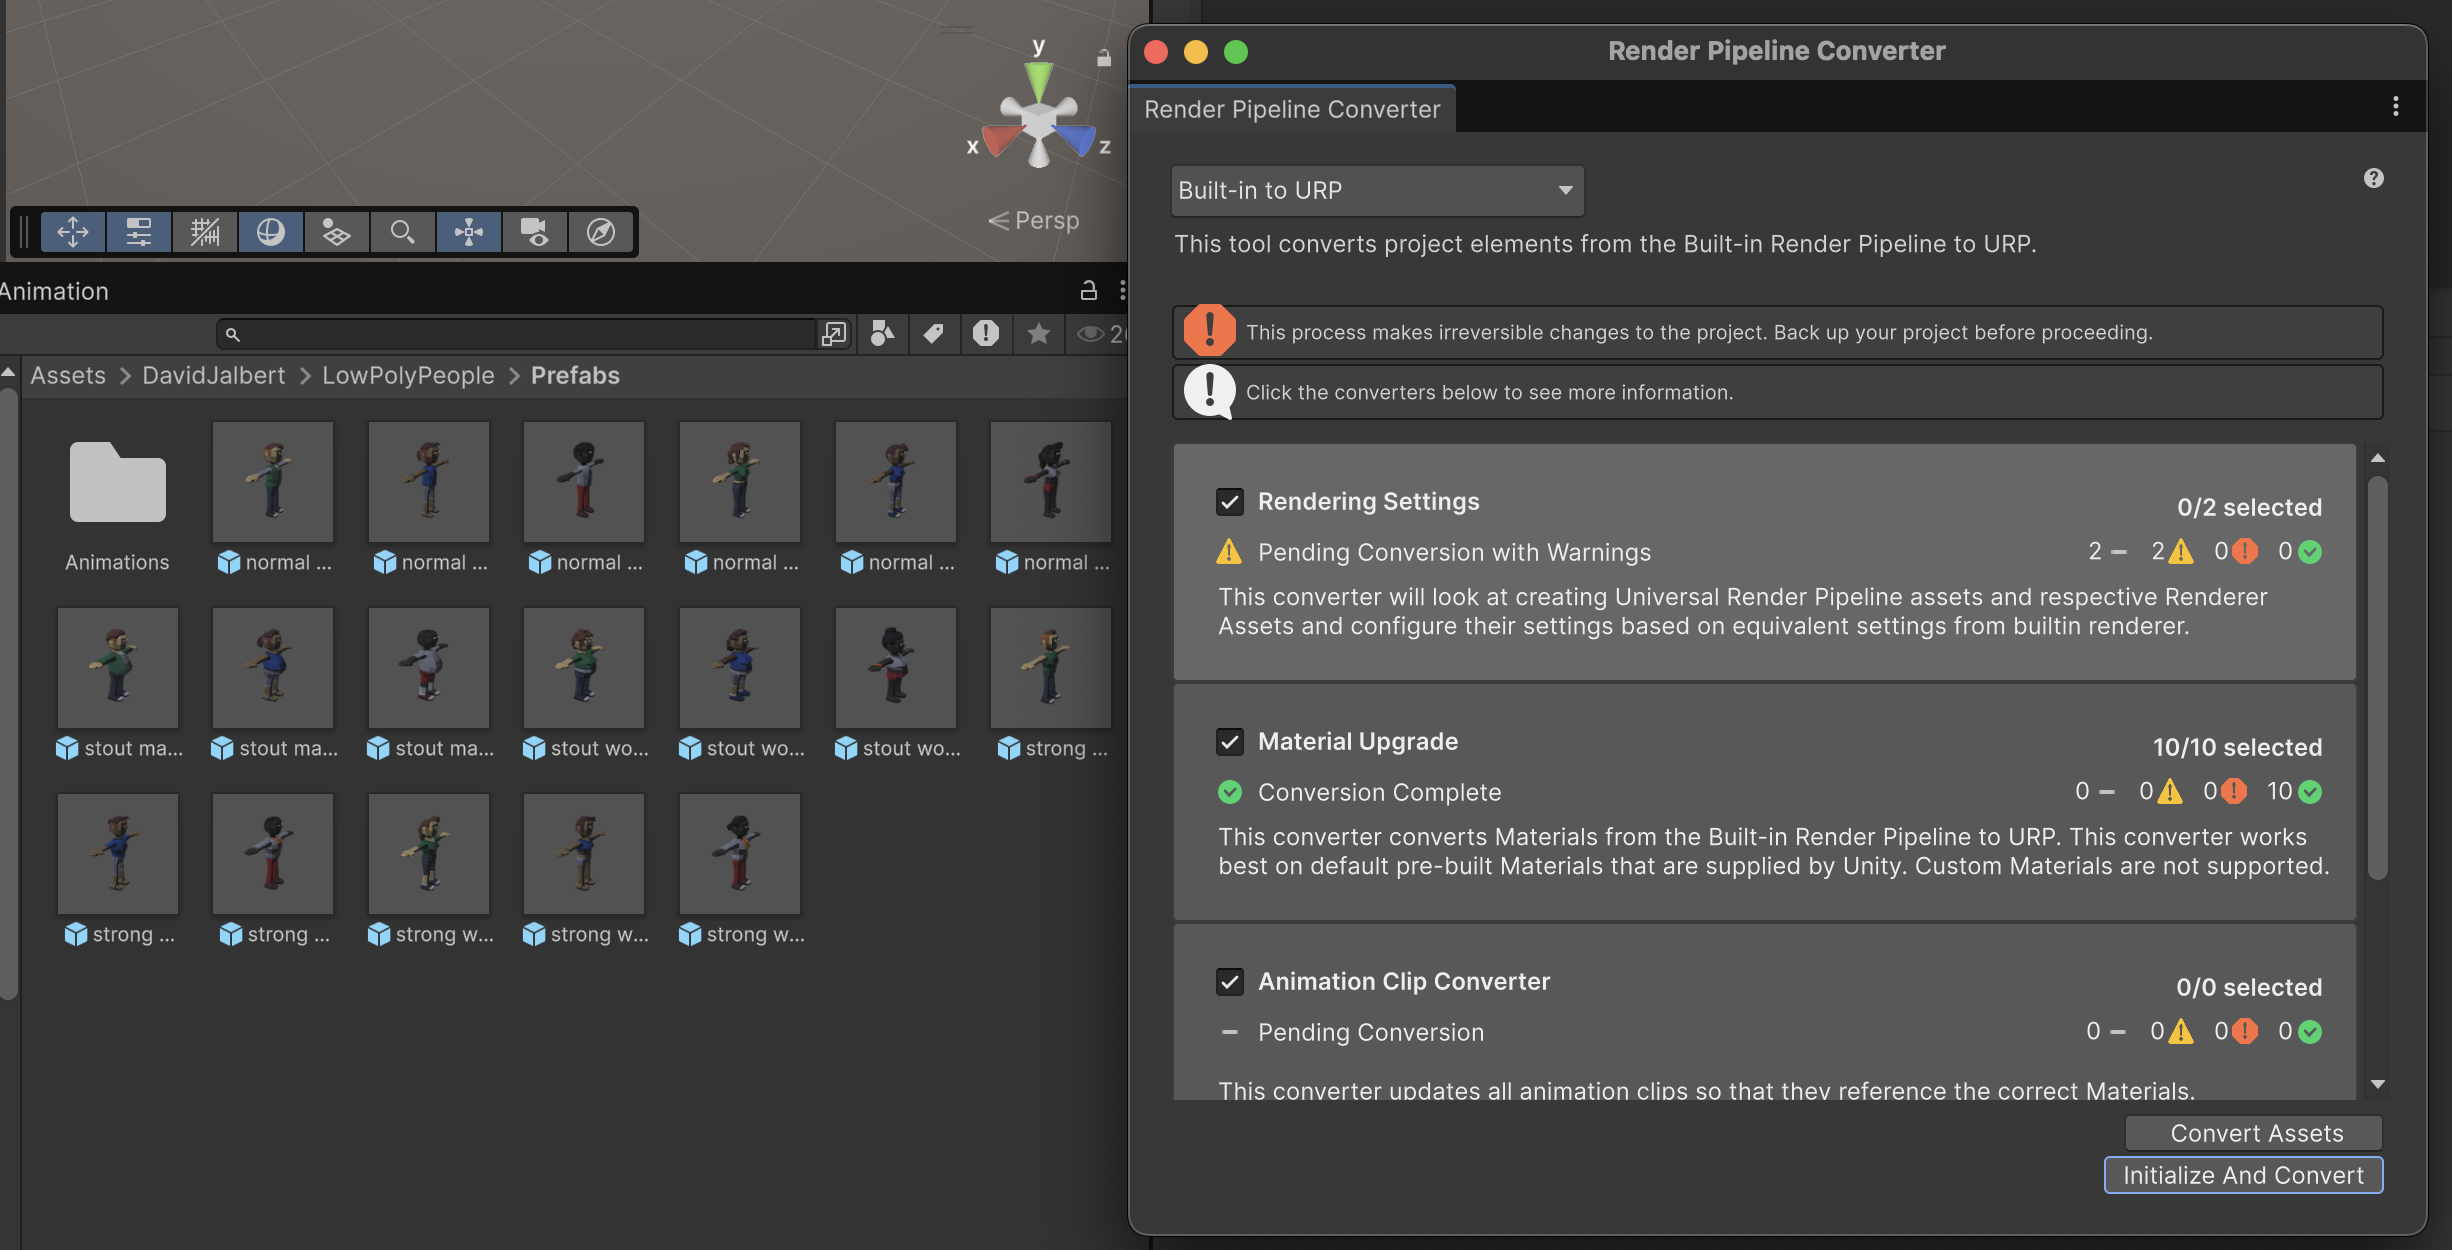 y
x
z
Persp
Animation
Assets > DavidJalbert > LowPolyPeople > Prefabs
Animations
normal ...
normal ...
normal ...
normal ...
normal ...
normal ...
stout ma...
stout ma...
stout ma...
stout wo...
stout wo...
stout wo...
strong ...
strong ...
strong ...
strong w...
strong w...
strong w...
Render Pipeline Converter
Render Pipeline Converter
Built-in to URP
This tool converts project elements from the Built-in Render Pipeline to URP.
This process makes irreversible changes to the project. Back up your project before proceeding.
Click the converters below to see more information.
Rendering Settings
0/2 selected
Pending Conversion with Warnings
2 2 0 0
This converter will look at creating Universal Render Pipeline assets and respective Renderer
Assets and configure their settings based on equivalent settings from builtin renderer.
Material Upgrade
10/10 selected
Conversion Complete
0 0 0 10
This converter converts Materials from the Built-in Render Pipeline to URP. This converter works
best on default pre-built Materials that are supplied by Unity. Custom Materials are not supported.
Animation Clip Converter
0/0 selected
Pending Conversion
0 0 0 0
This converter updates all animation clips so that they reference the correct Materials.
Convert Assets
Initialize And Convert